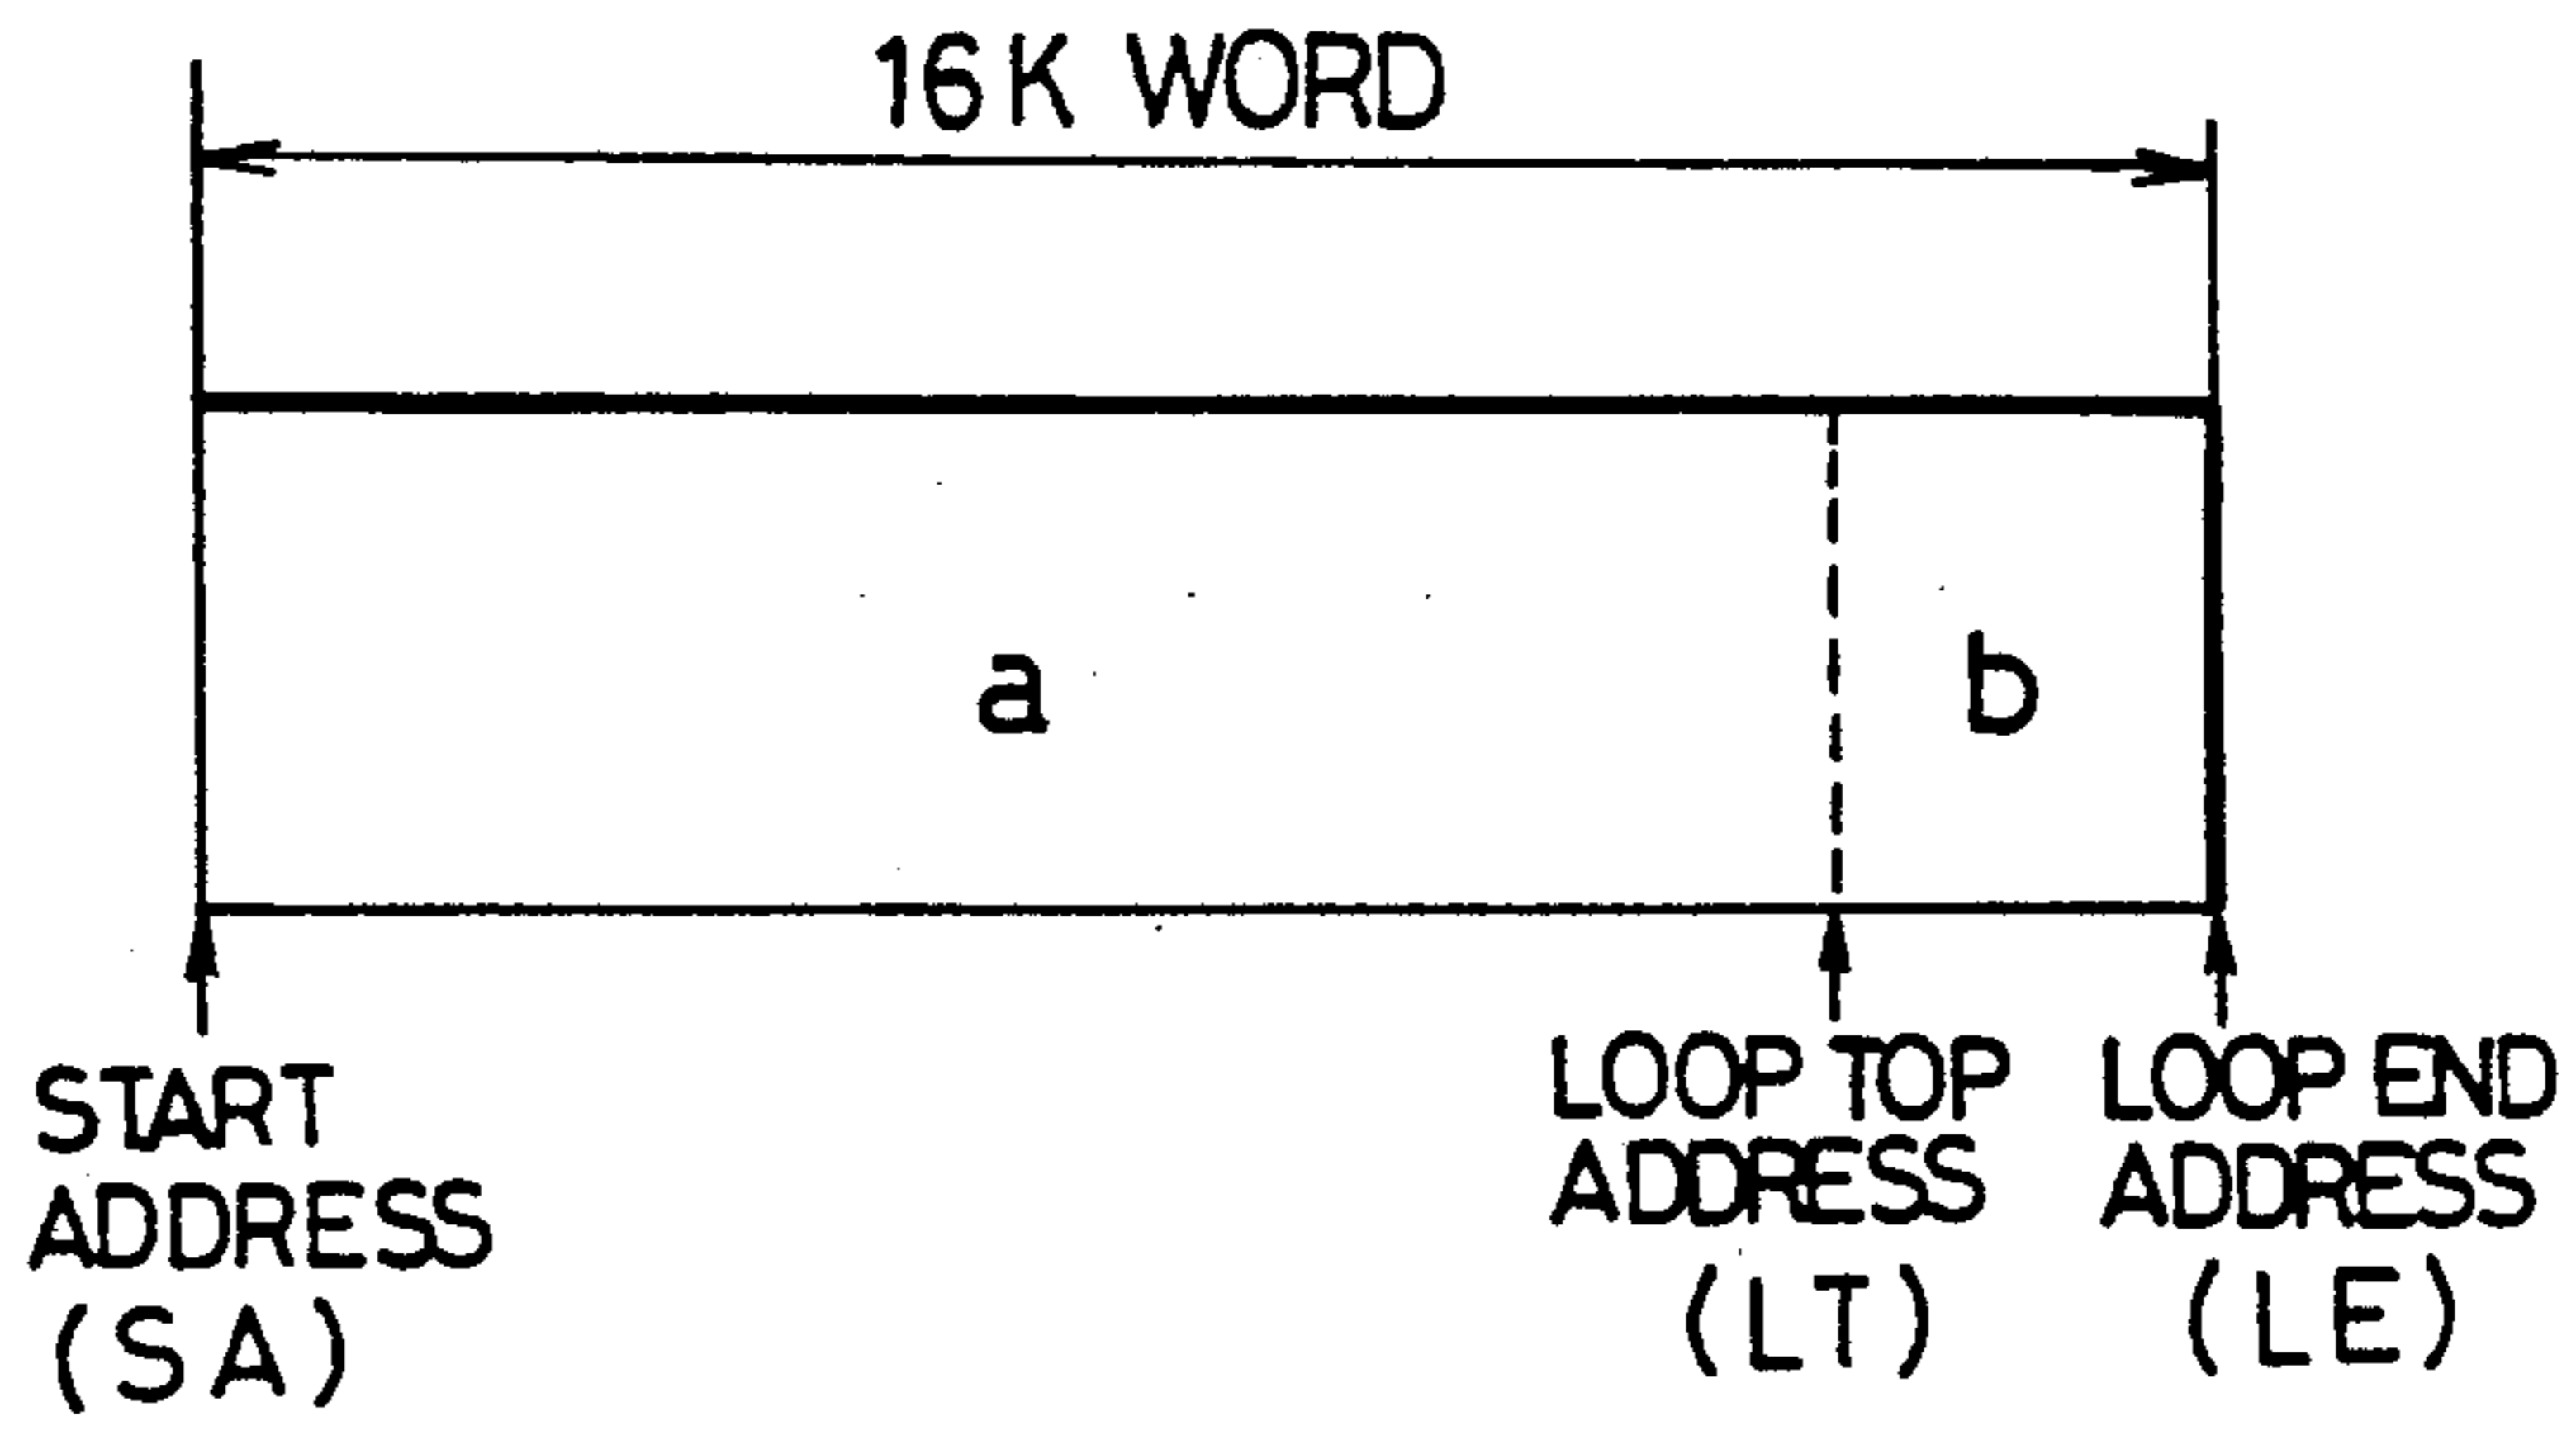 16K WORD
a
b
START
ADDRESS
(SA)
LOOP TOP
ADDRESS
(LT)
LOOP END
ADDRESS
(LE)